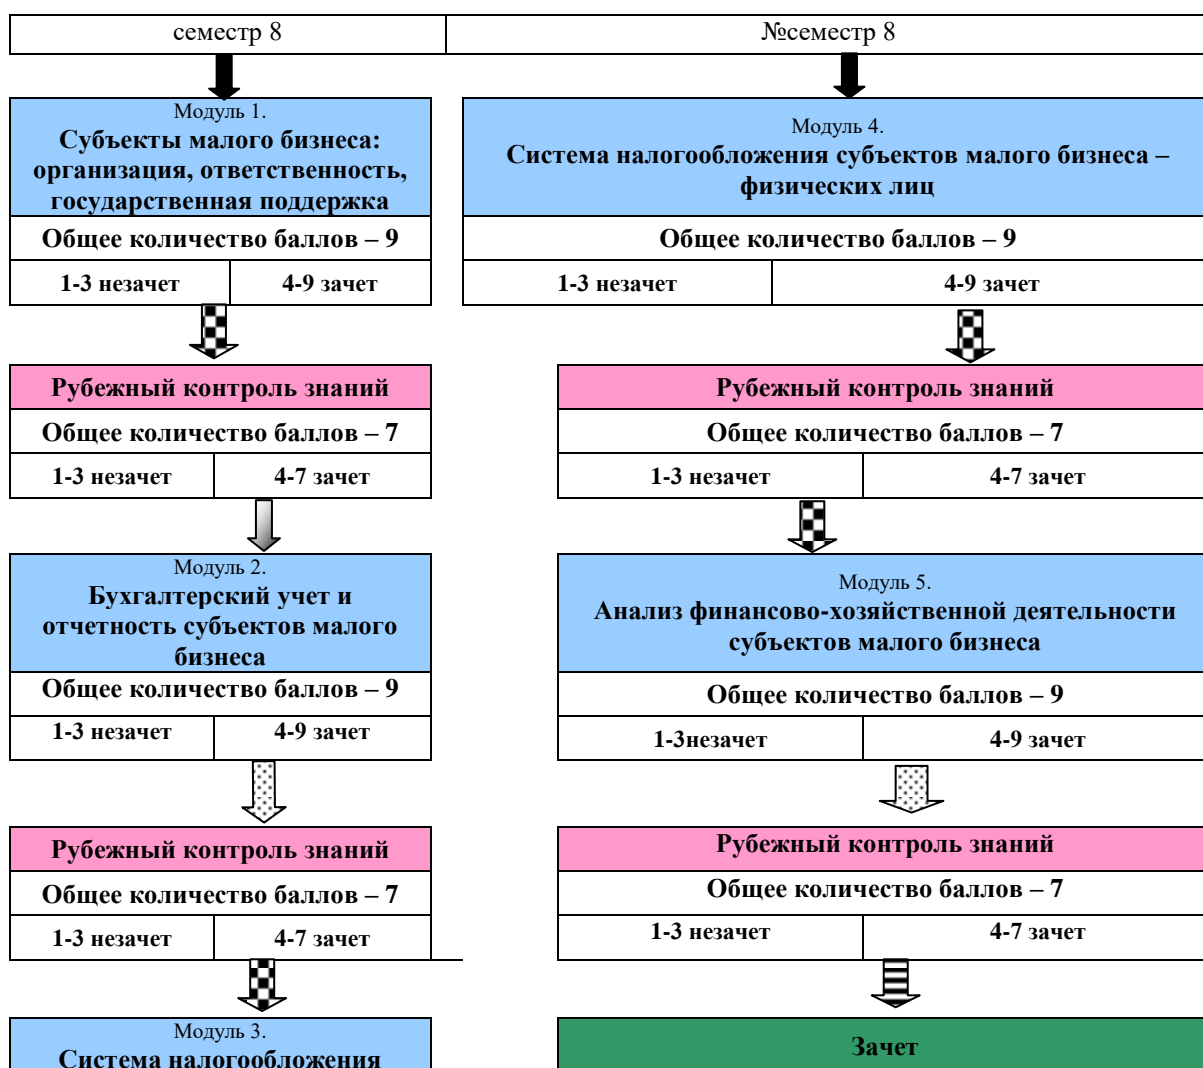 семестр 8
№семестр 8
Модуль 1.
Субъекты малого бизнеса:
организация, ответственность,
государственная поддержка
Общее количество баллов – 9
1-3 незачет
4-9 зачет
Рубежный контроль знаний
Общее количество баллов – 7
1-3 незачет
4-7 зачет
Модуль 2.
Бухгалтерский учет и
отчетность субъектов малого
бизнеса
Общее количество баллов – 9
1-3 незачет
4-9 зачет
Рубежный контроль знаний
Общее количество баллов – 7
1-3 незачет
4-7 зачет
Модуль 3.
Система налогообложения
Модуль 4.
Система налогообложения субъектов малого бизнеса –
физических лиц
Общее количество баллов – 9
1-3 незачет
4-9 зачет
Рубежный контроль знаний
Общее количество баллов – 7
1-3 незачет
4-7 зачет
Модуль 5.
Анализ финансово-хозяйственной деятельности
субъектов малого бизнеса
Общее количество баллов – 9
1-3незачет
4-9 зачет
Рубежный контроль знаний
Общее количество баллов – 7
1-3 незачет
4-7 зачет
Зачет